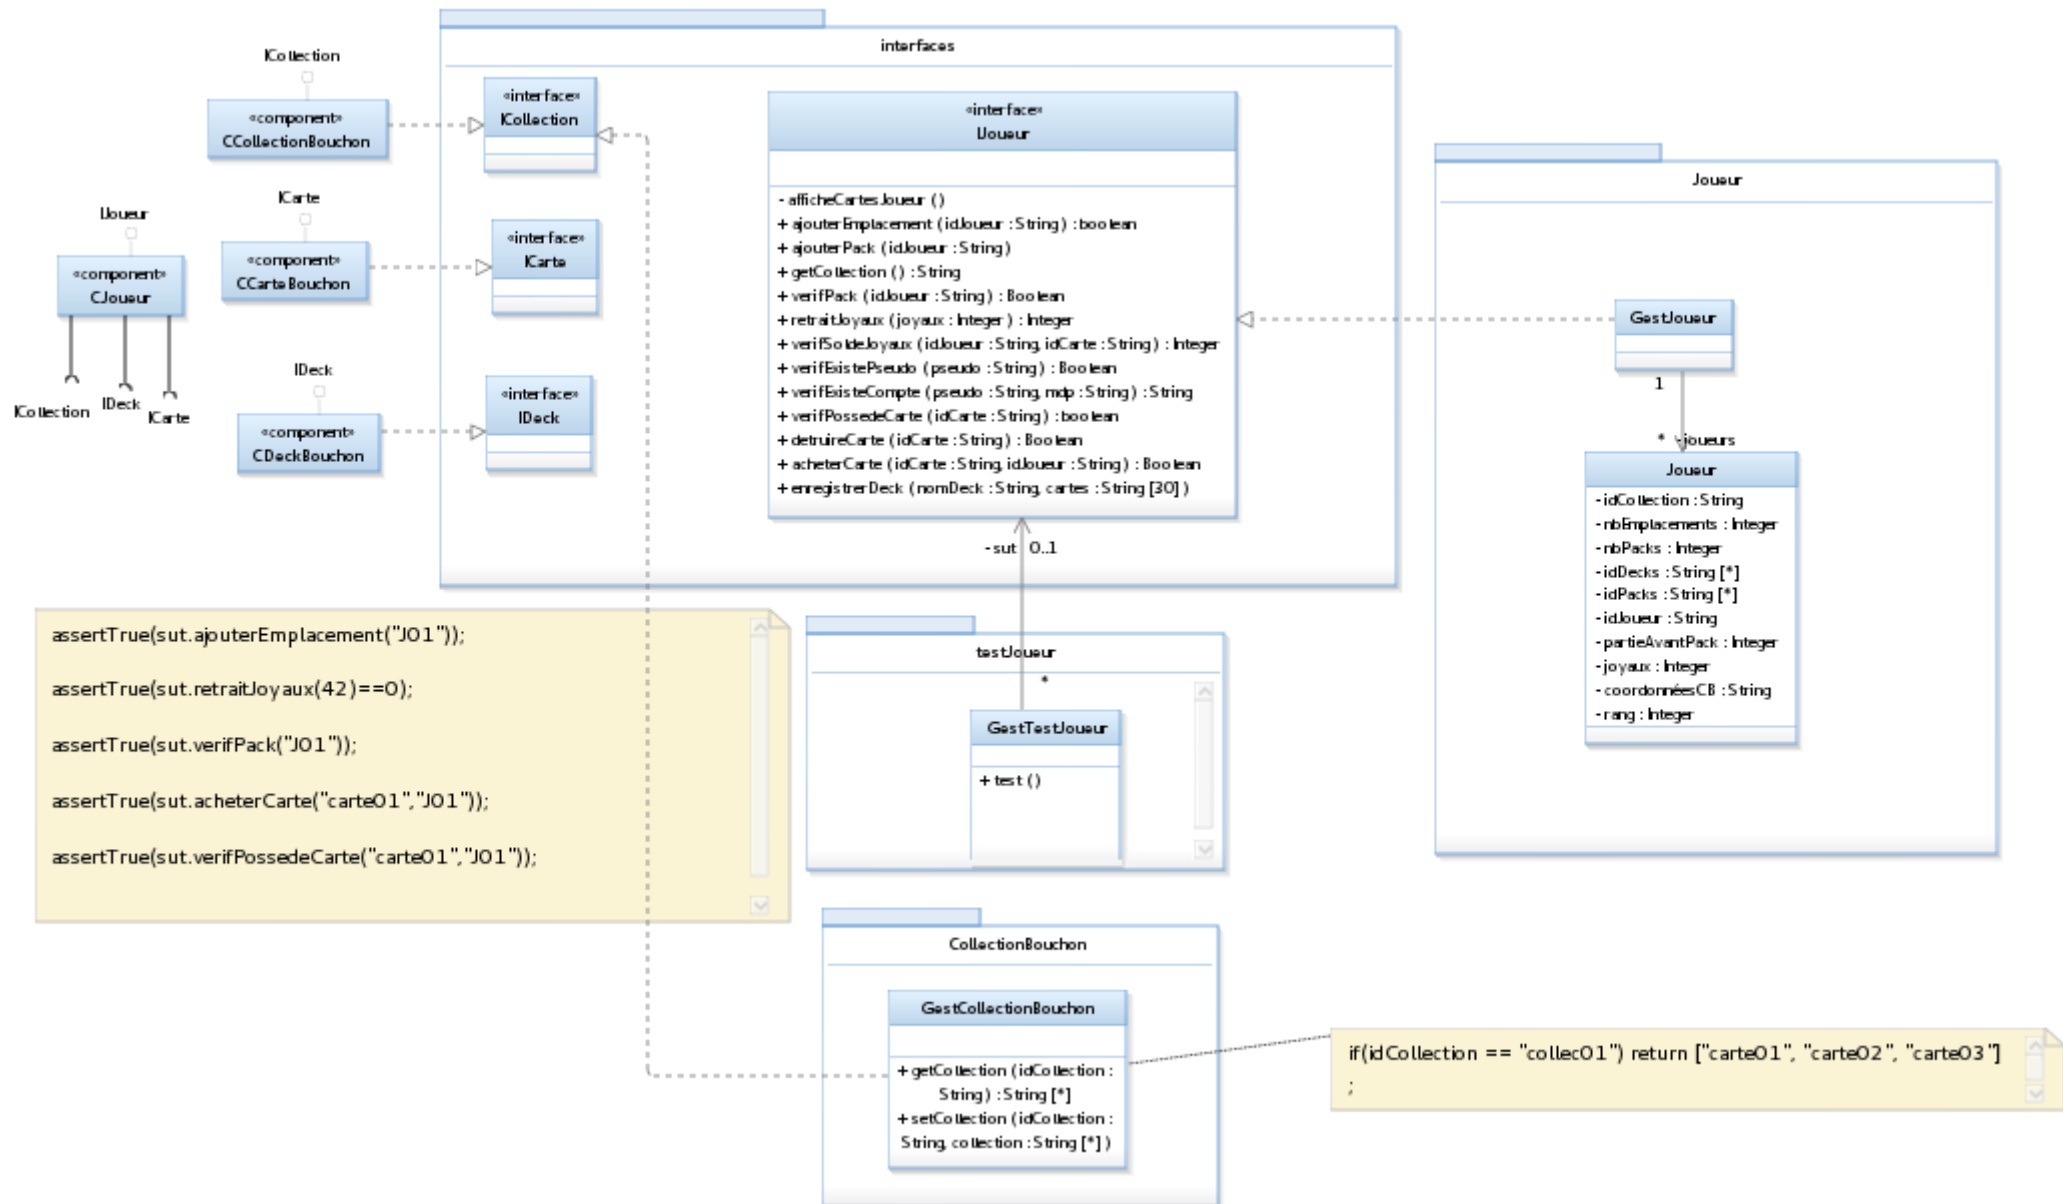 interfaces
ICollection
«component»
CCollectionBouchon
«interface»
ICollection
ICarte
«component»
CCarteBouchon
«interface»
ICarte
IJoueur
«component»
CJoueur
ICollection
IDeck
ICarte
IDeck
«component»
CDeckBouchon
«interface»
IDeck
«interface»
IJoueur
- afficheCartesJoueur ()
+ ajouterEmplacement (idJoueur : String) : boolean
+ ajouterPack (idJoueur : String)
+ getCollection () : String
+ verifPack (idJoueur : String) : Boolean
+ retraitJoyaux (joyaux : Integer) : Integer
+ verifSoldeJoyaux (idJoueur : String, idCarte : String) : Integer
+ verifExistePseudo (pseudo : String) : Boolean
+ verifExisteCompte (pseudo : String, mdp : String) : String
+ verifPossedeCarte (idCarte : String) : boolean
+ detruireCarte (idCarte : String) : Boolean
+ acheterCarte (idCarte : String, idJoueur : String) : Boolean
+ enregistrerDeck (nomDeck : String, cartes : String [30] )
- sut 0..1
Joueur
GestJoueur
1
* -joueurs
Joueur
- idCollection : String
- nbEmplacements : Integer
- nbPacks : Integer
- idDecks : String [*]
- idPacks : String [*]
- idJoueur : String
- partieAvantPack : Integer
- joyaux : Integer
- coordonnéesCB : String
- rang : Integer
assertTrue(sut.ajouterEmplacement("J01"));
assertTrue(sut.retraitJoyaux(42)==0);
assertTrue(sut.verifPack("J01"));
assertTrue(sut.acheterCarte("carte01","J01"));
assertTrue(sut.verifPossedeCarte("carte01","J01"));
testJoueur
*
GestTestJoueur
+ test ()
CollectionBouchon
GestCollectionBouchon
+ getCollection (idCollection :
String) : String [*]
+ setCollection (idCollection :
String, collection : String [*] )
if(idCollection == "collec01") return ["carte01", "carte02", "carte03"]
;